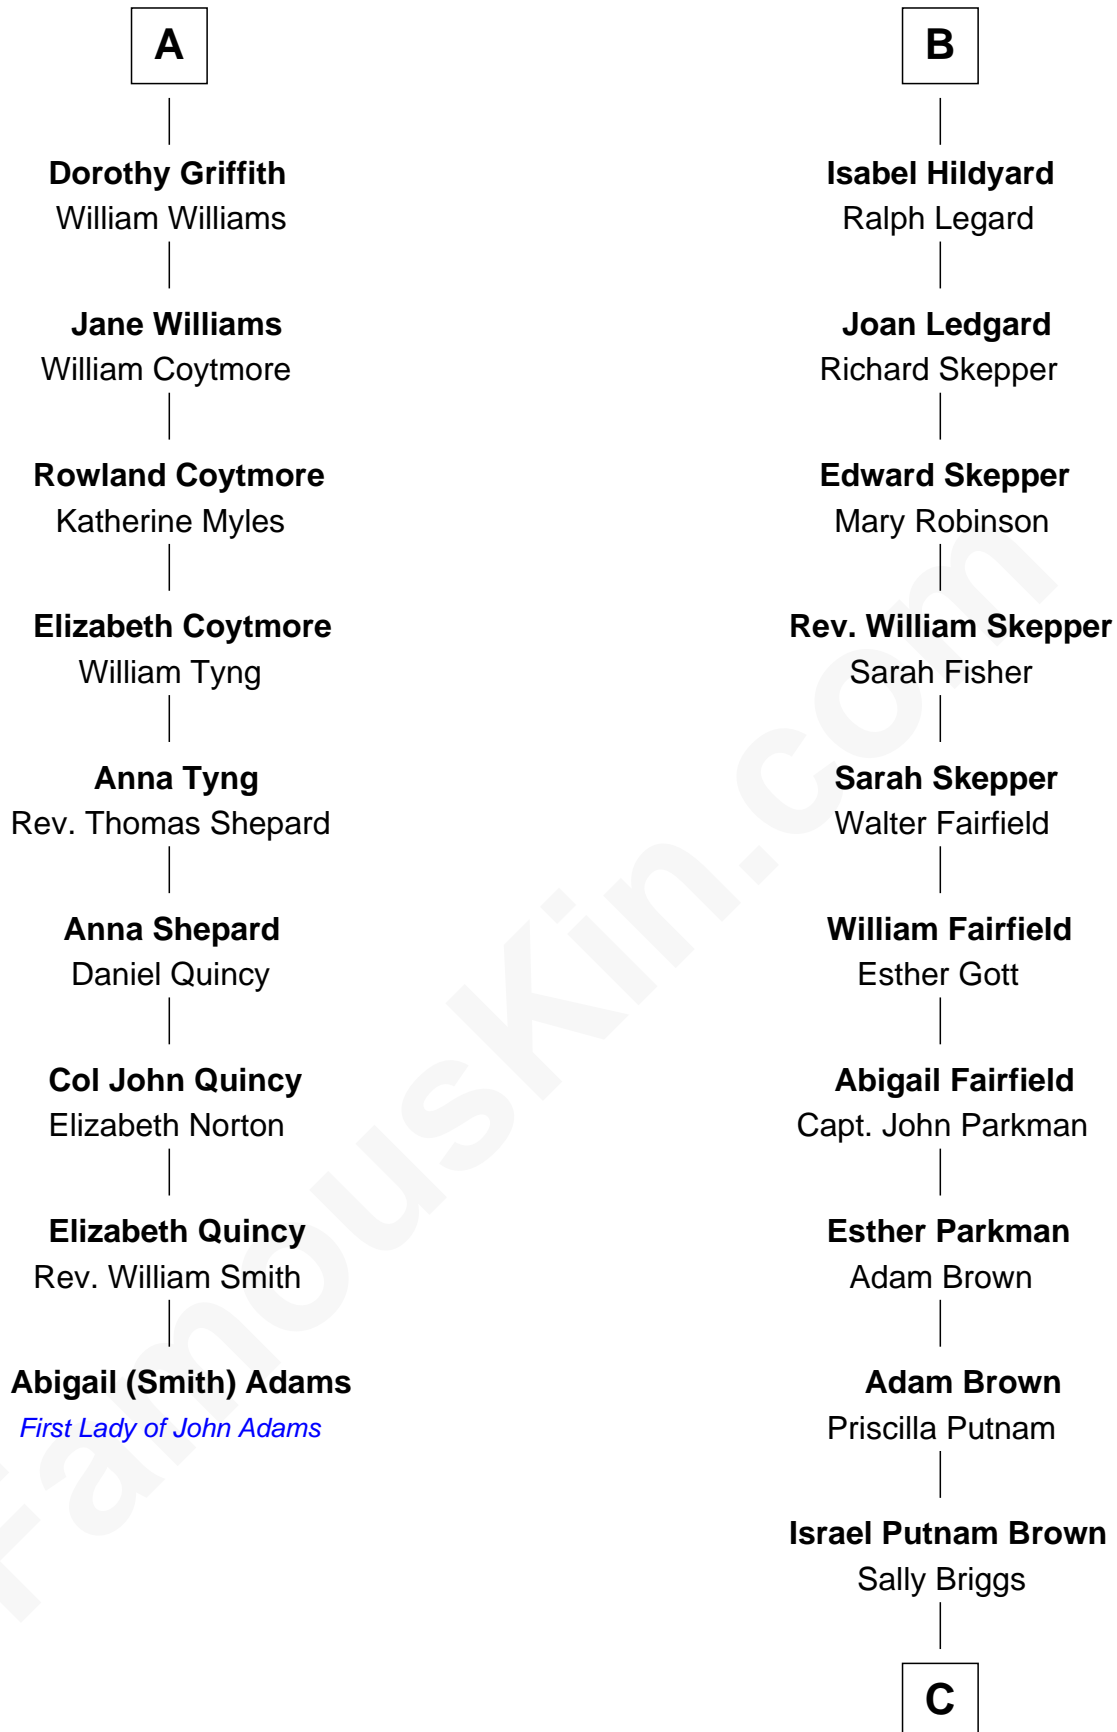 A
Dorothy Griffith
William Williams
Jane Williams
William Coytmore
Rowland Coytmore
Katherine Myles
Elizabeth Coytmore
William Tyng
Anna Tyng
Rev. Thomas Shepard
Anna Shepard
Daniel Quincy
Col John Quincy
Elizabeth Norton
Elizabeth Quincy
Rev. William Smith
Abigail (Smith) Adams
First Lady of John Adams
B
Isabel Hildyard
Ralph Legard
Joan Ledgard
Richard Skepper
Edward Skepper
Mary Robinson
Rev. William Skepper
Sarah Fisher
Sarah Skepper
Walter Fairfield
William Fairfield
Esther Gott
Abigail Fairfield
Capt. John Parkman
Esther Parkman
Adam Brown
Adam Brown
Priscilla Putnam
Israel Putnam Brown
Sally Briggs
C
FamousKin.com